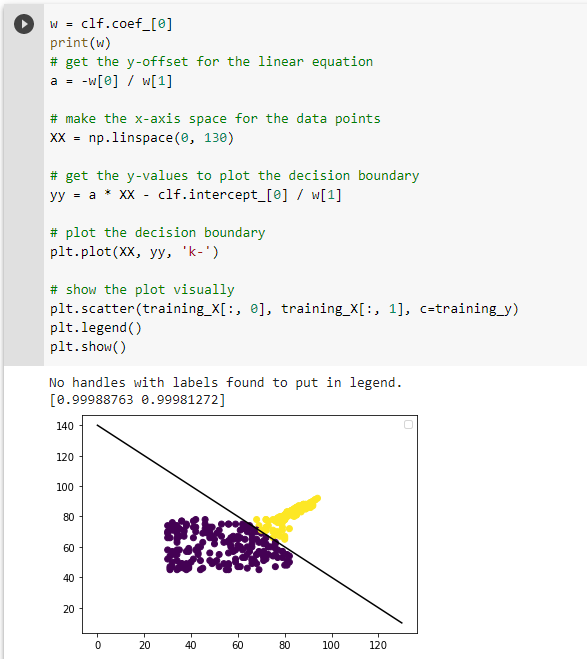 w = clf.coef_[0]
print(w)
# get the y-offset for the linear equation
a = -w[0] / w[1]
# make the x-axis space for the data points
XX = np.linspace(0, 130)
# get the y-values to plot the decision boundary
yy = a * XX - clf.intercept_[0] / w[1]
# plot the decision boundary
plt.plot(XX, yy, 'k-')
# show the plot visually
plt.scatter(training_X[:, 0], training_X[:, 1], c=training_y)
plt.legend()
plt.show()
No handles with labels found to put in legend.
[0.99988763 0.99981272]
140
120
100
80
60
40
20
0 20 40 60 80 100 120